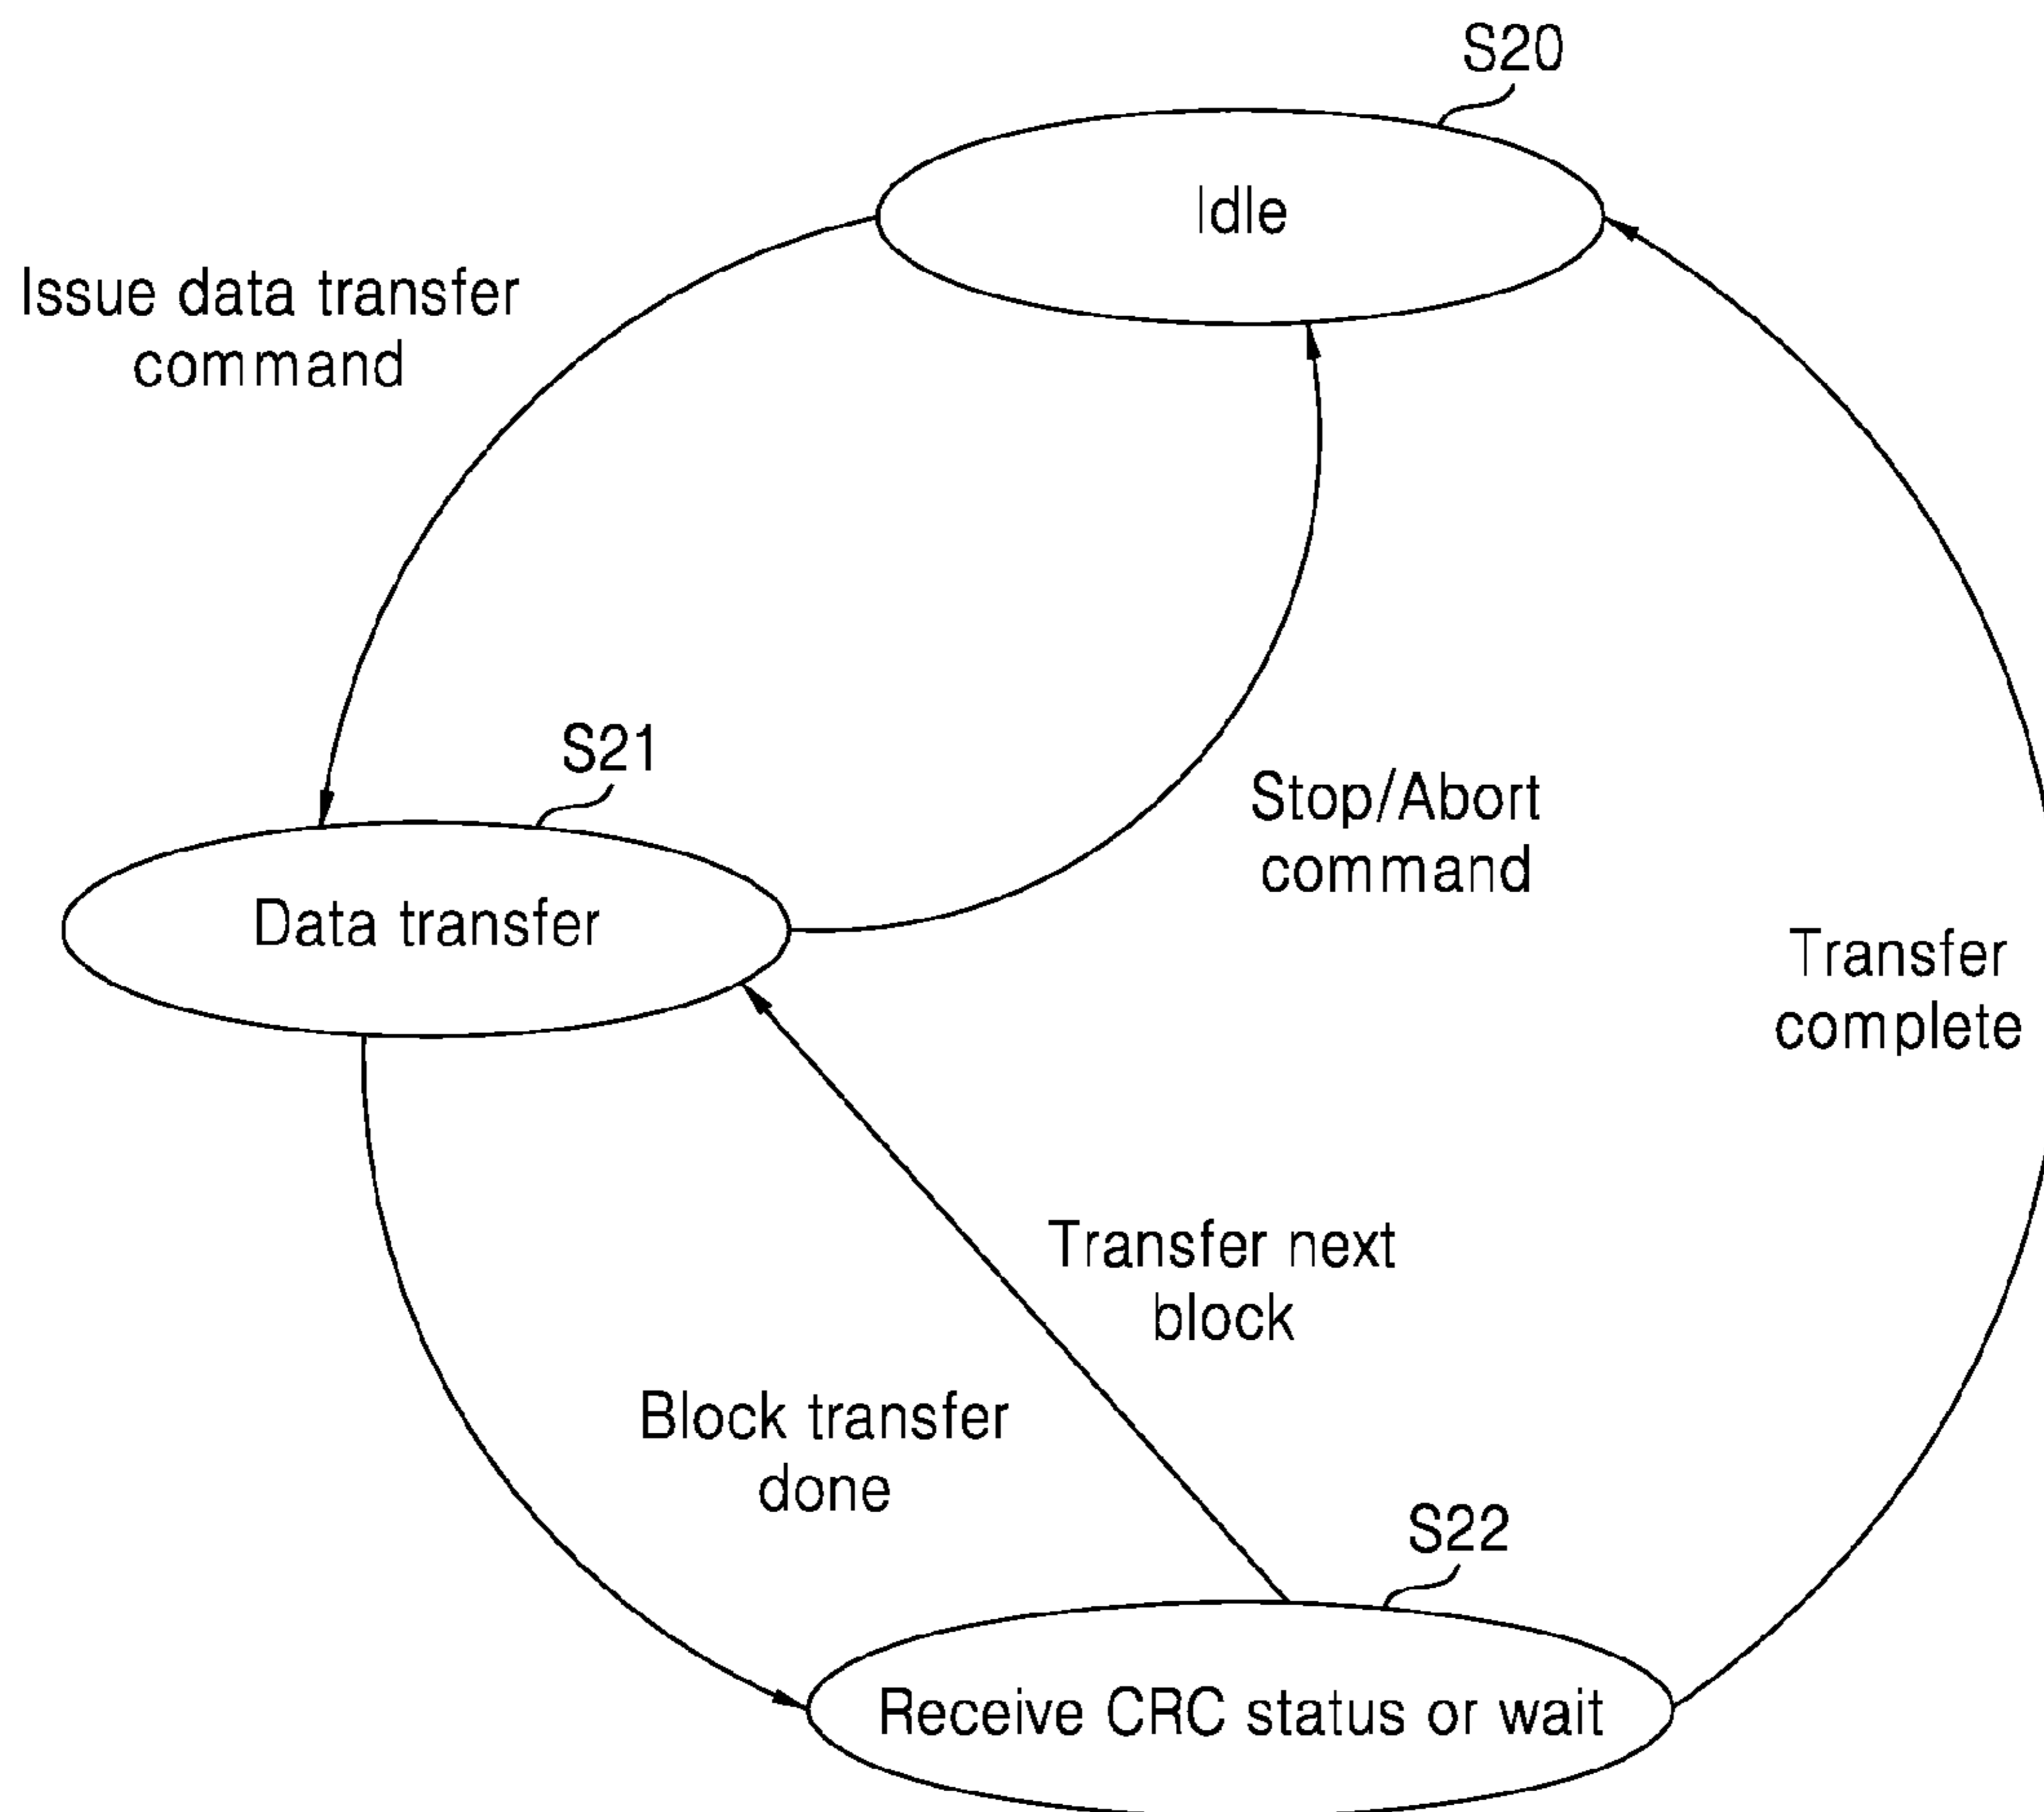 S20
Idle
Issue data transfer
command
S21
Data transfer
Stop/Abort
command
Transfer
complete
Transfer next
block
Block transfer
done
S22
Receive CRC status or wait